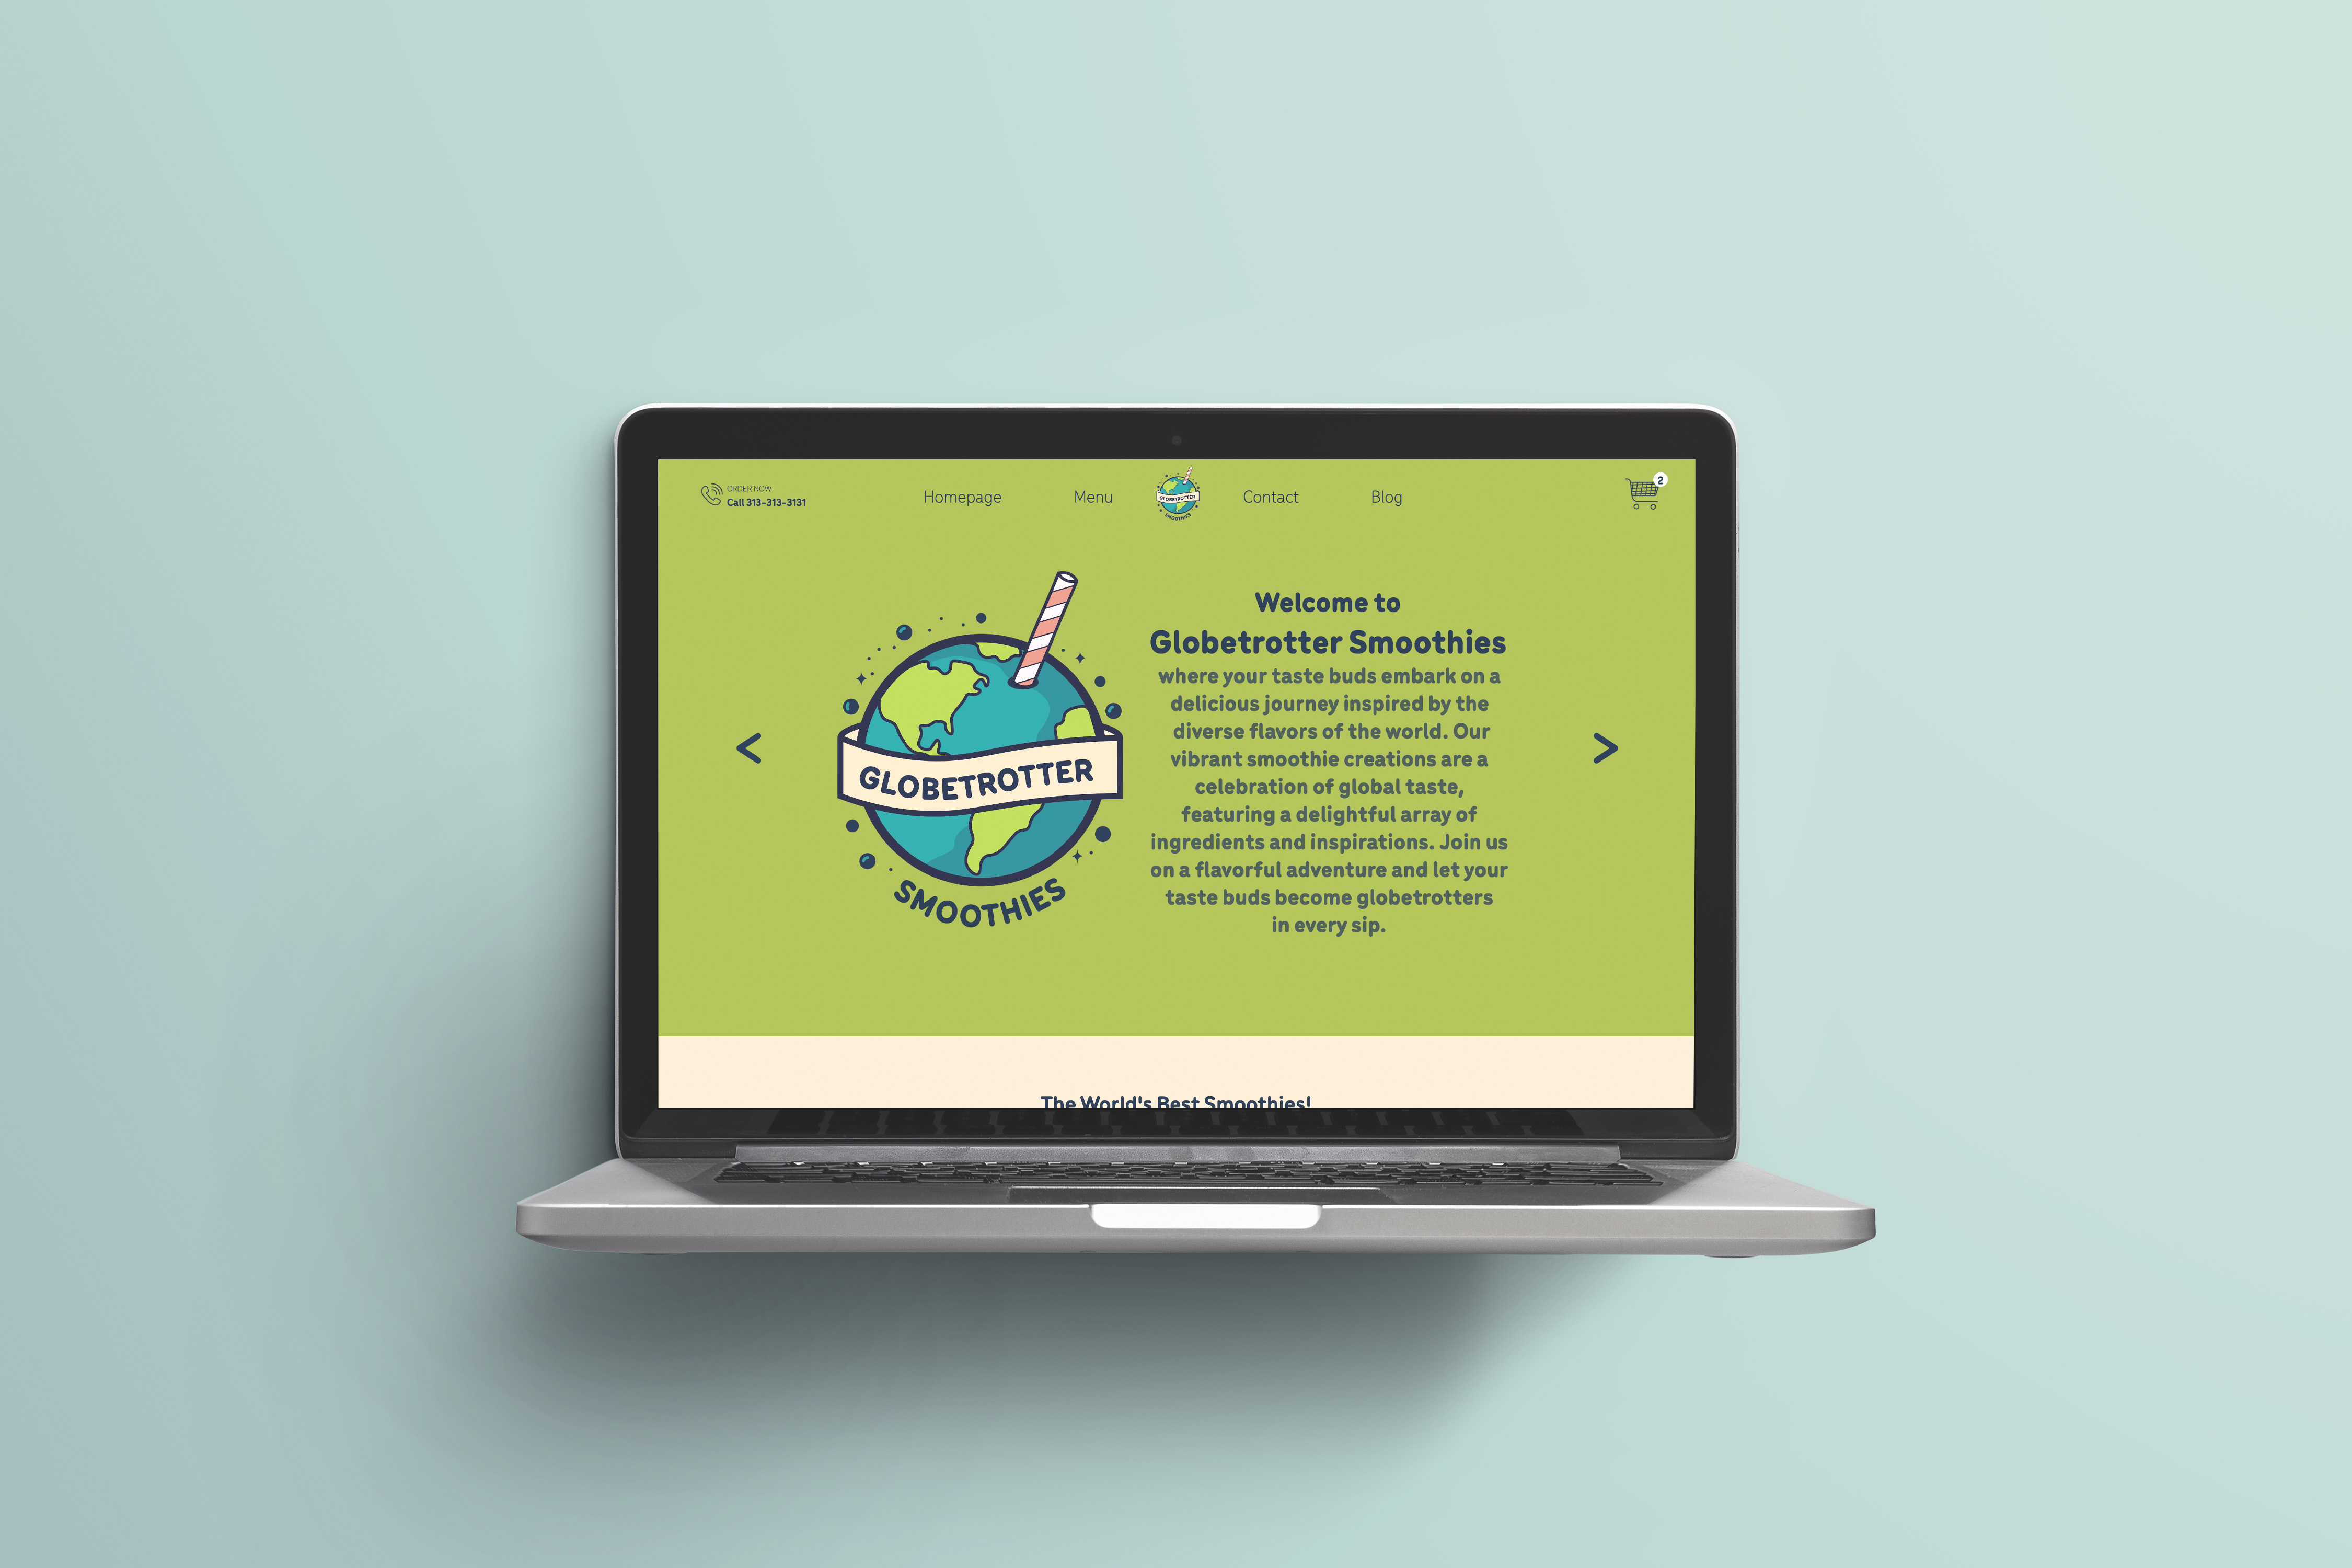 ORDER NOW
Call 313-313-3131
Homepage
Menu
GLOBETROTTER
SMOOTHIES
Contact
Blog
2
GLOBETROTTER
SMOOTHIES
Welcome to
Globetrotter Smoothies
where your taste buds embark on a
delicious journey inspired by the
diverse flavors of the world. Our
vibrant smoothie creations are a
celebration of global taste,
featuring a delightful array of
ingredients and inspirations. Join us
on a flavorful adventure and let your
taste buds become globetrotters
in every sip.
The World's Best Smoothies!